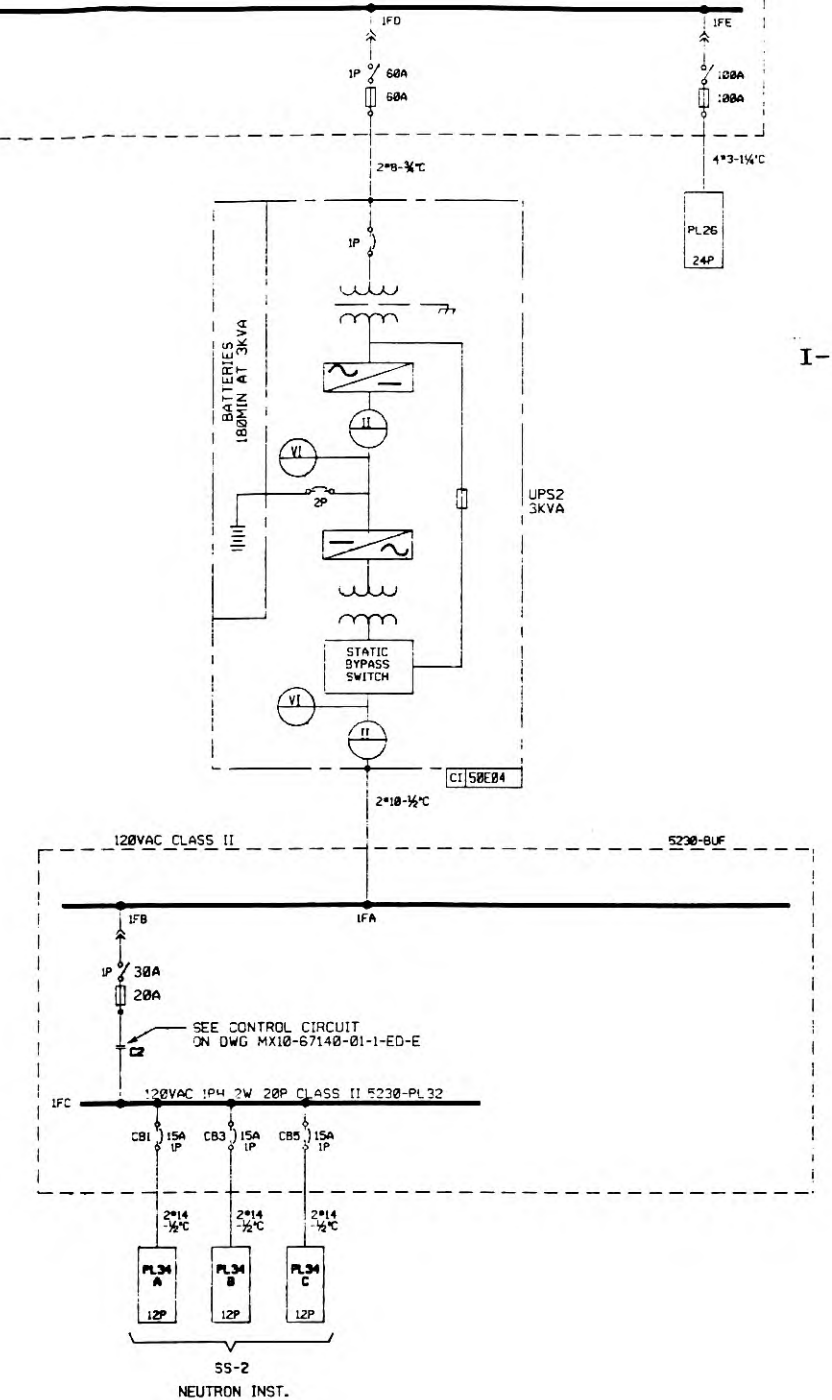 1FD
1FE
1P 60A
60A
100A
100A
2#8-¾"C
4#3-1¼"C
PL26
24P
1P
BATTERIES
180MIN AT 3KVA
I-
II
VI
2P
UPS2
3KVA
STATIC
BYPASS
SWITCH
VI
II
CI 50E04
2#10-½"C
120VAC CLASS II
5230-BUF
1FB
1FA
1P 30A
20A
SEE CONTROL CIRCUIT
ON DWG MX10-67140-01-1-ED-E
C2
120VAC 1PH 2W 20P CLASS II 5230-PL32
1FC
CB1 15A
1P
CB3 15A
1P
CB5 15A
1P
2#14
-½"C
2#14
-½"C
2#14
-½"C
PL34
A
12P
PL34
B
12P
PL34
C
12P
SS-2
NEUTRON INST.